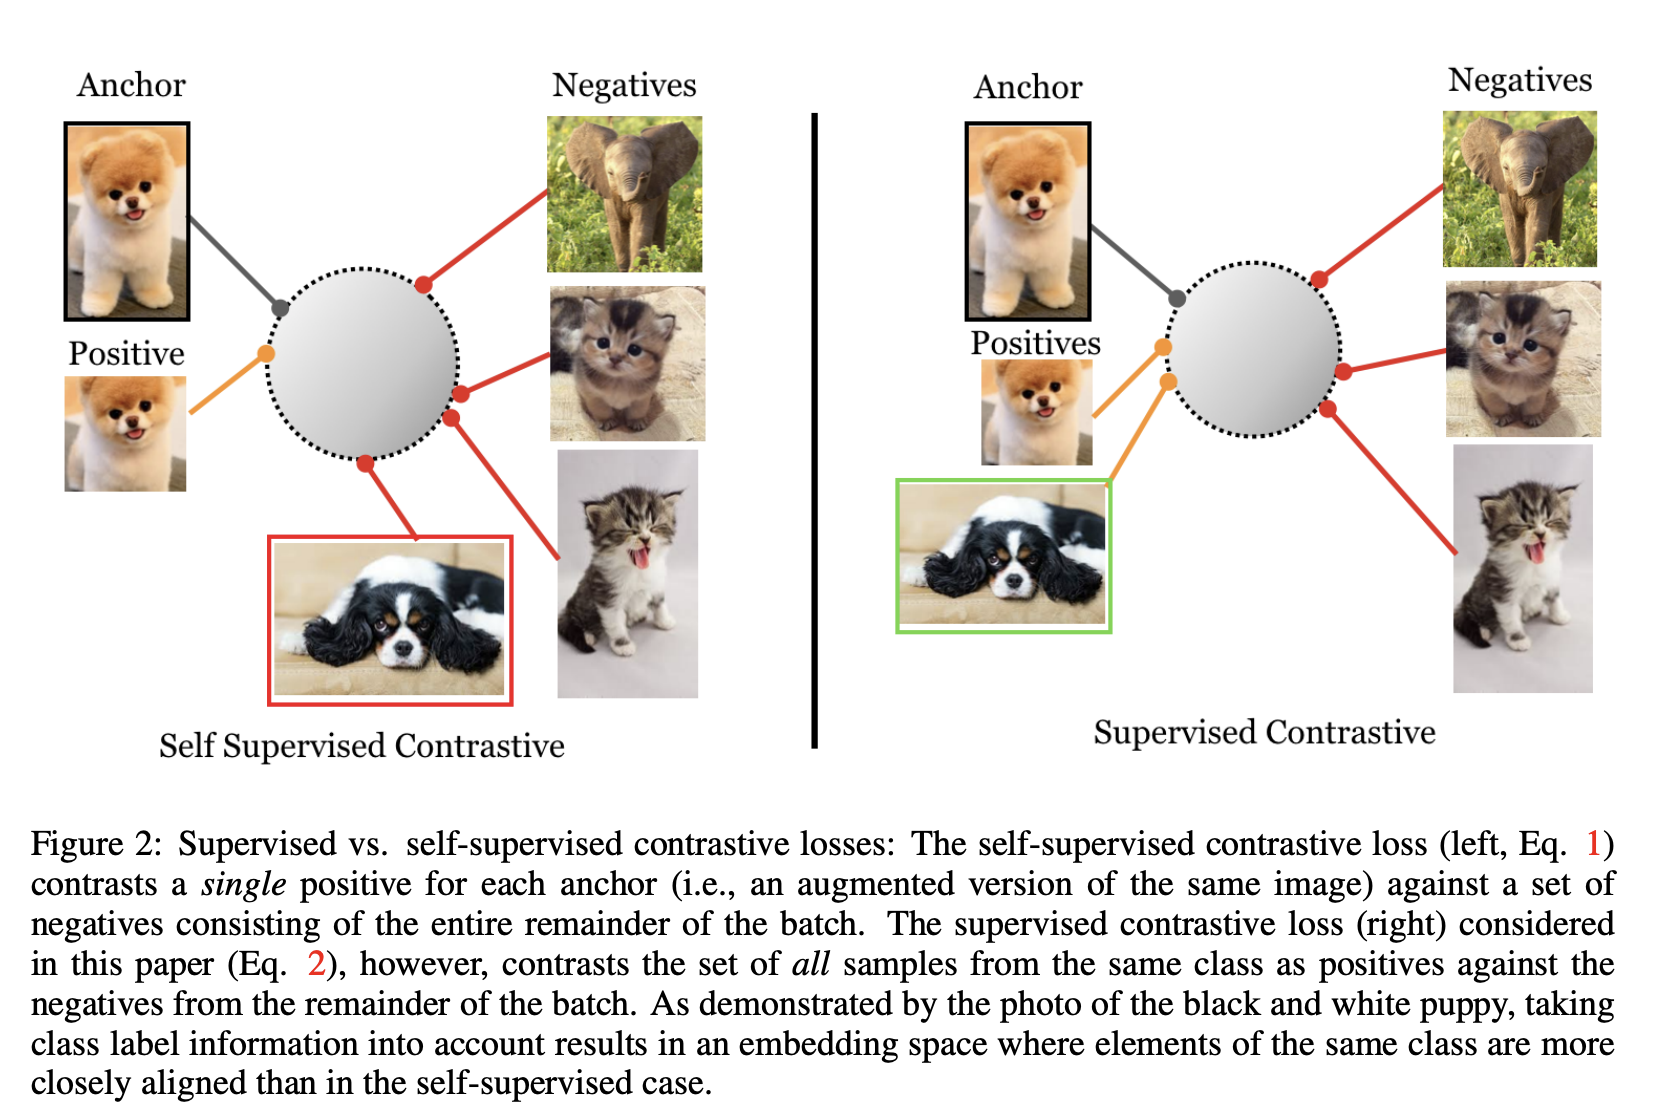 Anchor
Negatives
Positive
Self Supervised Contrastive
Anchor
Negatives
Positives
Supervised Contrastive
Figure 2: Supervised vs. self-supervised contrastive losses: The self-supervised contrastive loss (left, Eq. 1)
contrasts a single positive for each anchor (i.e., an augmented version of the same image) against a set of
negatives consisting of the entire remainder of the batch. The supervised contrastive loss (right) considered
in this paper (Eq. 2), however, contrasts the set of all samples from the same class as positives against the
negatives from the remainder of the batch. As demonstrated by the photo of the black and white puppy, taking
class label information into account results in an embedding space where elements of the same class are more
closely aligned than in the self-supervised case.